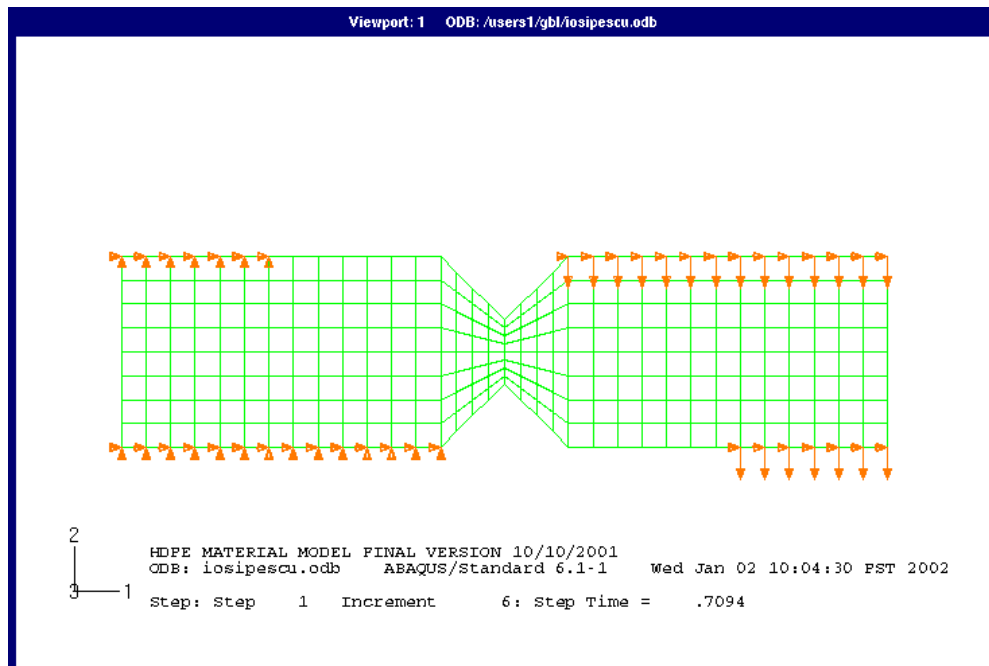 Viewport: 1 ODB: /users1/gbl/iosipescu.odb
2
3 1
HDPE MATERIAL MODEL FINAL VERSION 10/10/2001
ODB: iosipescu.odb ABAQUS/Standard 6.1-1 Wed Jan 02 10:04:30 PST 2002
Step: Step 1 Increment 6: Step Time = .7094